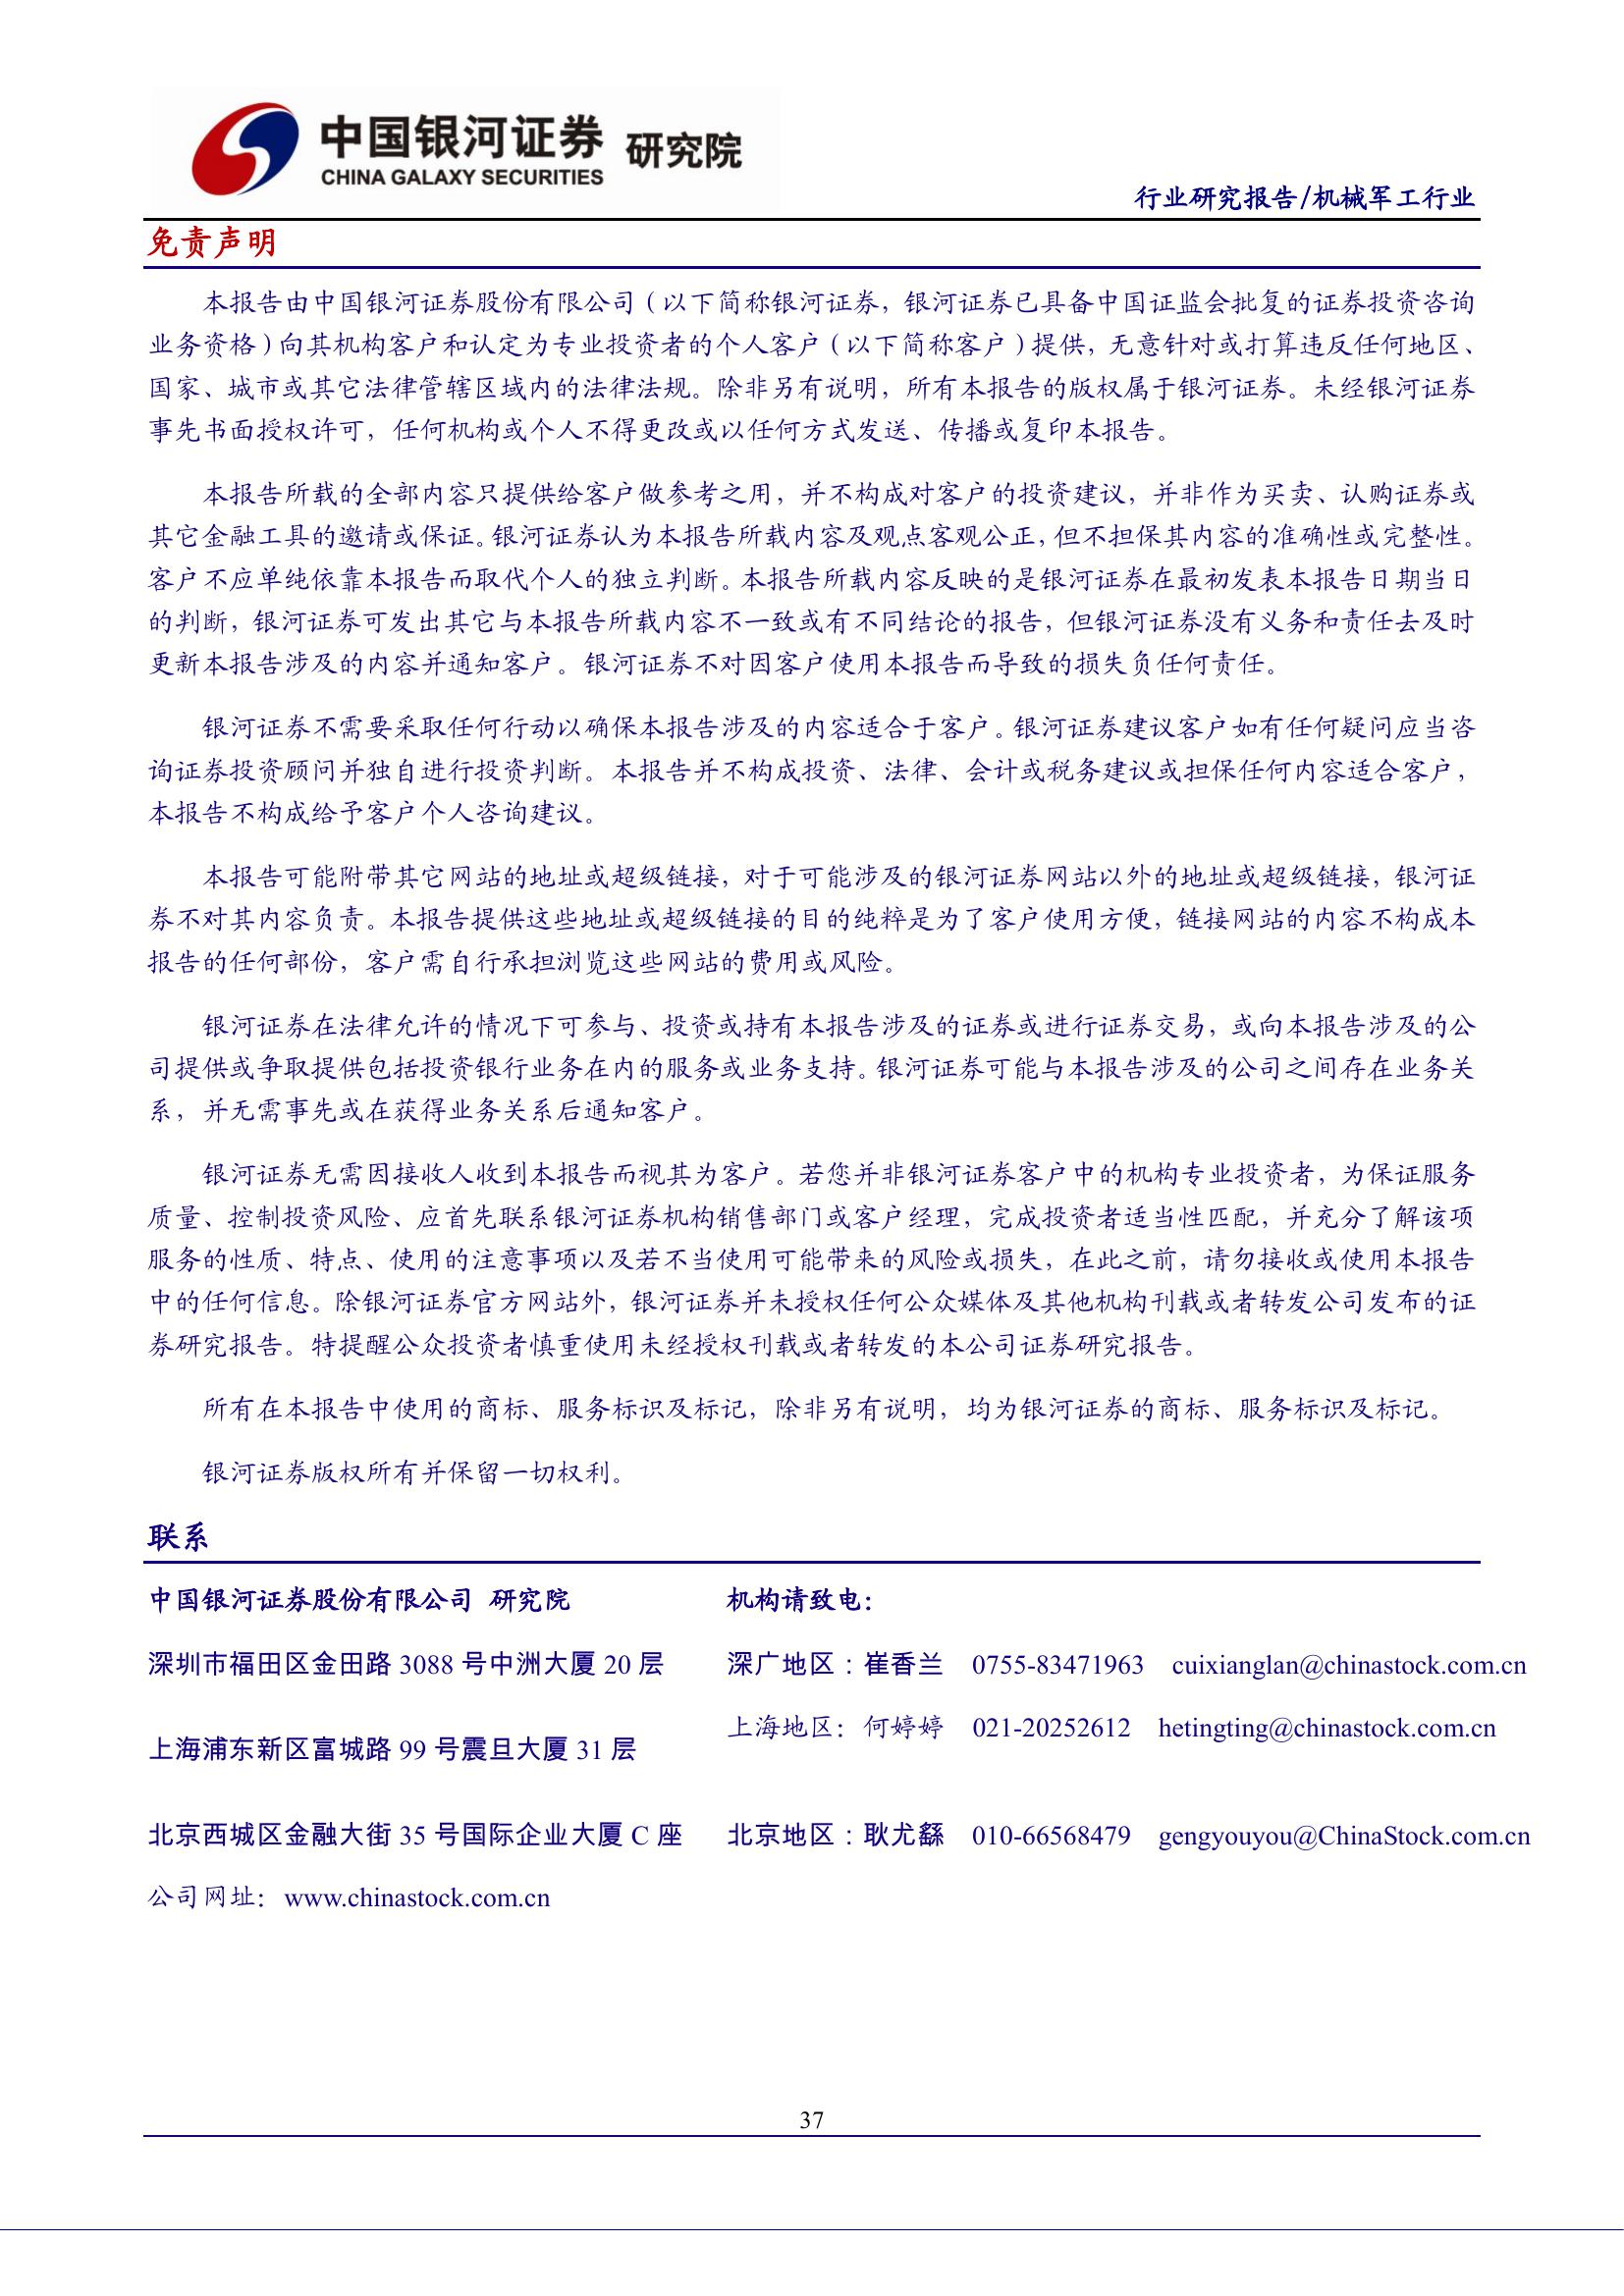 中国银河证券 研究院
CHINA GALAXY SECURITIES
行业研究报告/机械军工行业
免责声明
本报告由中国银河证券股份有限公司（以下简称银河证券，银河证券已具备中国证监会批复的证券投资咨询
业务资格）向其机构客户和认定为专业投资者的个人客户（以下简称客户）提供，无意针对或打算违反任何地区、
国家、城市或其它法律管辖区域内的法律法规。除非另有说明，所有本报告的版权属于银河证券。未经银河证券
事先书面授权许可，任何机构或个人不得更改或以任何方式发送、传播或复印本报告。
本报告所载的全部内容只提供给客户做参考之用，并不构成对客户的投资建议，并非作为买卖、认购证券或
其它金融工具的邀请或保证。银河证券认为本报告所载内容及观点客观公正，但不担保其内容的准确性或完整性。
客户不应单纯依靠本报告而取代个人的独立判断。本报告所载内容反映的是银河证券在最初发表本报告日期当日
的判断，银河证券可发出其它与本报告所载内容不一致或有不同结论的报告，但银河证券没有义务和责任去及时
更新本报告涉及的内容并通知客户。银河证券不对因客户使用本报告而导致的损失负任何责任。
银河证券不需要采取任何行动以确保本报告涉及的内容适合于客户。银河证券建议客户如有任何疑问应当咨
询证券投资顾问并独自进行投资判断。本报告并不构成投资、法律、会计或税务建议或担保任何内容适合客户，
本报告不构成给予客户个人咨询建议。
本报告可能附带其它网站的地址或超级链接，对于可能涉及的银河证券网站以外的地址或超级链接，银河证
券不对其内容负责。本报告提供这些地址或超级链接的目的纯粹是为了客户使用方便，链接网站的内容不构成本
报告的任何部份，客户需自行承担浏览这些网站的费用或风险。
银河证券在法律允许的情况下可参与、投资或持有本报告涉及的证券或进行证券交易，或向本报告涉及的公
司提供或争取提供包括投资银行业务在内的服务或业务支持。银河证券可能与本报告涉及的公司之间存在业务关
系，并无需事先或在获得业务关系后通知客户。
银河证券无需因接收人收到本报告而视其为客户。若您并非银河证券客户中的机构专业投资者，为保证服务
质量、控制投资风险、应首先联系银河证券机构销售部门或客户经理，完成投资者适当性匹配，并充分了解该项
服务的性质、特点、使用的注意事项以及若不当使用可能带来的风险或损失，在此之前，请勿接收或使用本报告
中的任何信息。除银河证券官方网站外，银河证券并未授权任何公众媒体及其他机构刊载或者转发公司发布的证
券研究报告。特提醒公众投资者慎重使用未经授权刊载或者转发的本公司证券研究报告。
所有在本报告中使用的商标、服务标识及标记，除非另有说明，均为银河证券的商标、服务标识及标记。
银河证券版权所有并保留一切权利。
联系
中国银河证券股份有限公司 研究院 机构请致电：
深圳市福田区金田路 3088 号中洲大厦 20 层 深广地区：崔香兰 0755-83471963 cuixianglan@chinastock.com.cn
上海地区：何婷婷 021-20252612 hetingting@chinastock.com.cn
上海浦东新区富城路 99 号震旦大厦 31 层
北京西城区金融大街 35 号国际企业大厦 C 座 北京地区：耿尤繇 010-66568479 gengyouyou@ChinaStock.com.cn
公司网址：www.chinastock.com.cn
37